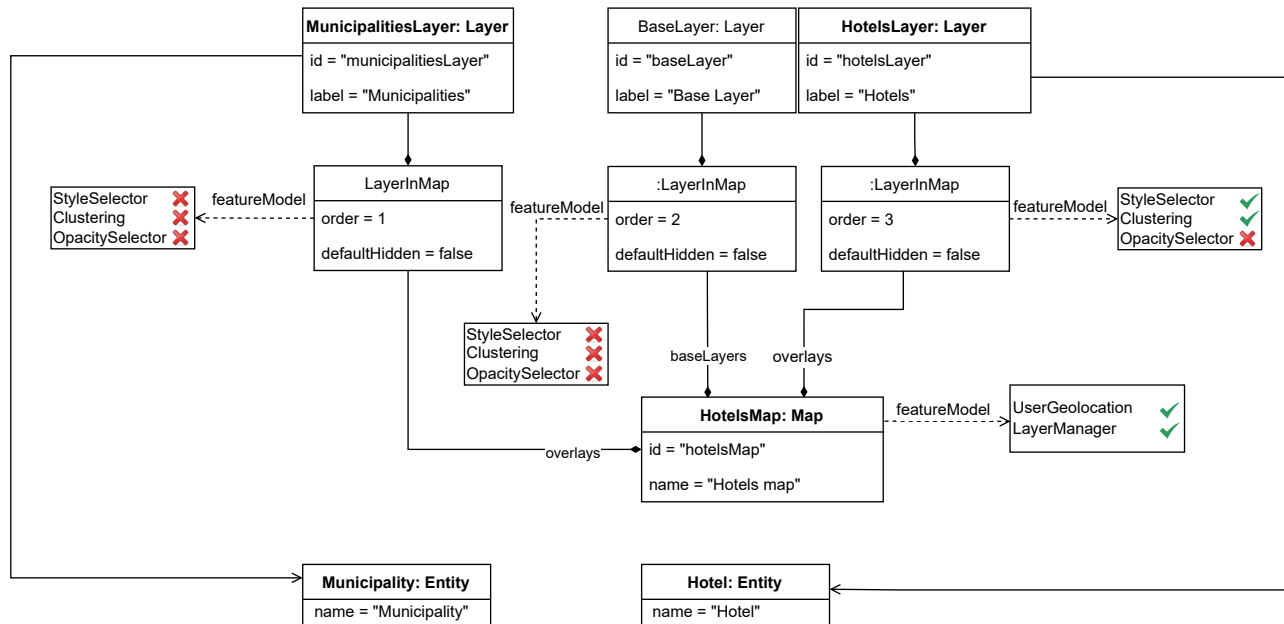 MunicipalitiesLayer: Layer
id = "municipalitiesLayer"
label = "Municipalities"
BaseLayer: Layer
id = "baseLayer"
label = "Base Layer"
HotelsLayer: Layer
id = "hotelsLayer"
label = "Hotels"
StyleSelector
Clustering
OpacitySelector
featureModel
LayerInMap
order = 1
defaultHidden = false
featureModel
:LayerInMap
order = 2
defaultHidden = false
:LayerInMap
order = 3
defaultHidden = false
featureModel
StyleSelector
Clustering
OpacitySelector
StyleSelector
Clustering
OpacitySelector
baseLayers
overlays
overlays
HotelsMap: Map
id = "hotelsMap"
name = "Hotels map"
featureModel
UserGeolocation
LayerManager
Municipality: Entity
name = "Municipality"
Hotel: Entity
name = "Hotel"